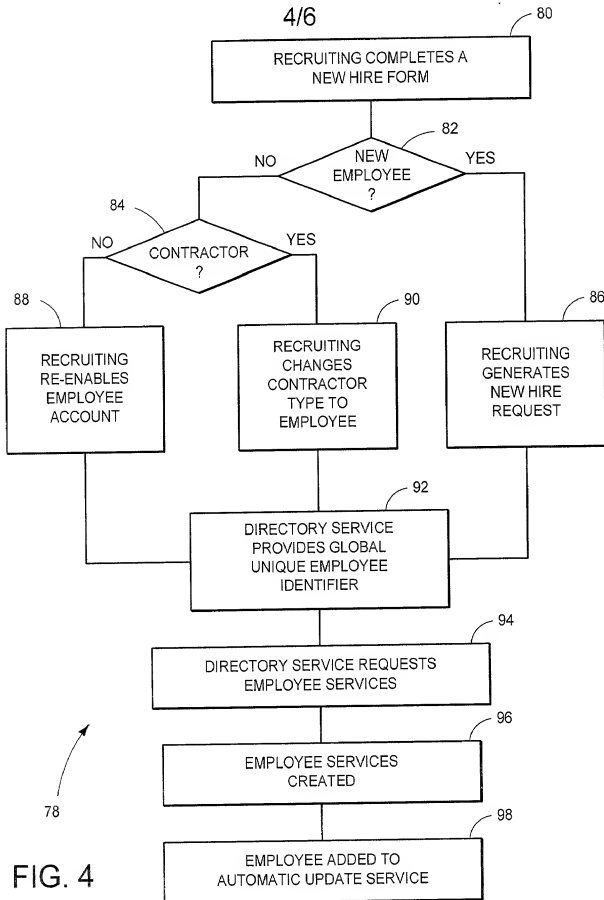 4/6
80
RECRUITING COMPLETES A
NEW HIRE FORM
82
NO
NEW
EMPLOYEE
?
YES
84
NO
CONTRACTOR
?
YES
88
90
86
RECRUITING
RE-ENABLES
EMPLOYEE
ACCOUNT
RECRUITING
CHANGES
CONTRACTOR
TYPE TO
EMPLOYEE
RECRUITING
GENERATES
NEW HIRE
REQUEST
92
DIRECTORY SERVICE
PROVIDES GLOBAL
UNIQUE EMPLOYEE
IDENTIFIER
94
DIRECTORY SERVICE REQUESTS
EMPLOYEE SERVICES
96
EMPLOYEE SERVICES
CREATED
78
98
EMPLOYEE ADDED TO
AUTOMATIC UPDATE SERVICE
FIG. 4